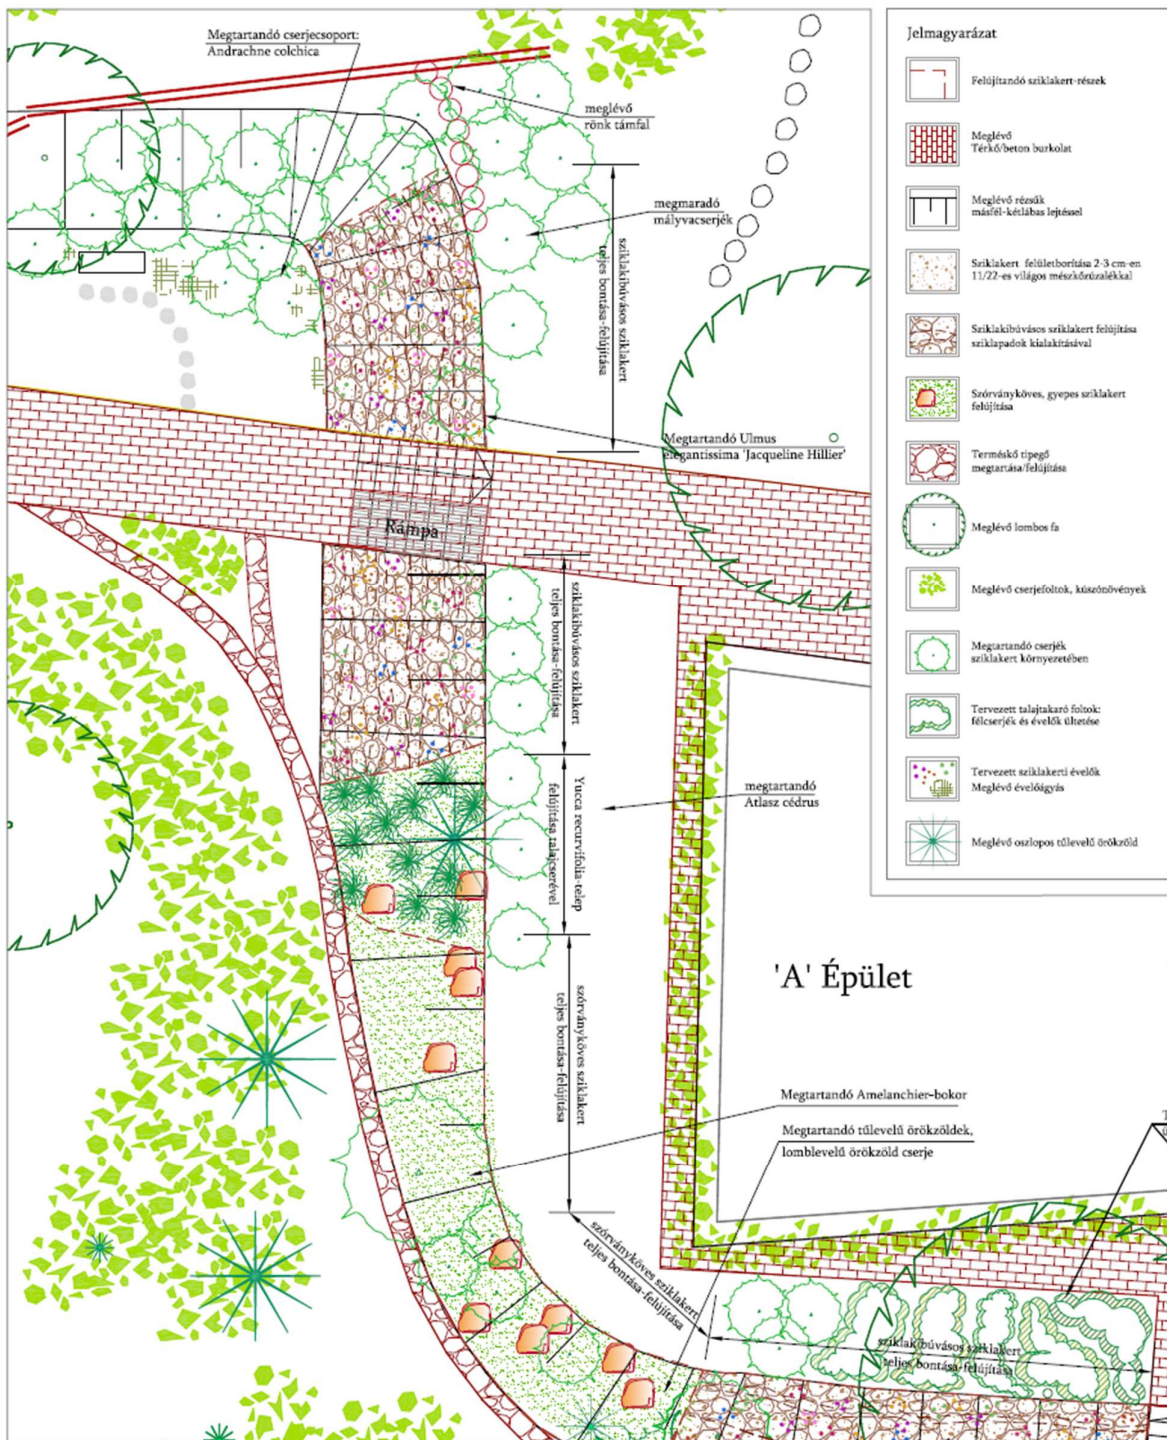 Megtartandó cserjecsoport:
Andrachne colchica
meglévő
rönk támfal
megmaradó
mályvacserjék
sziklakibúvásos sziklakert
teljes bontása-felújítása
Megtartandó Ulmus
elegantissima 'Jacqueline Hillier'
Rámpa
sziklakibúvásos sziklakert
teljes bontása-felújítása
Yucca recurvifolia-telep
felújítása talajcserével
megtartandó
Atlasz cédrus
szórványköves sziklakert
teljes bontása-felújítása
'A' Épület
Megtartandó Amelanchier-bokor
Megtartandó tűlevelű örökzöldek,
lomblevelű örökzöld cserje
szórványköves sziklakert
teljes bontása-felújítása
sziklakibúvásos sziklakert
teljes bontása-felújítása
Jelmagyarázat
Felújítandó sziklakert-részek
Meglévő
Térkő/beton burkolat
Meglévő rézsűk
másfél-kétlábas lejtéssel
Sziklakert felületborítása 2-3 cm-en
11/22-es világos mészkőzúzalékkal
Sziklakibúvásos sziklakert felújítása
sziklapadok kialakításával
Szórványköves, gyepes sziklakert
felújítása
Terméskő tipegő
megtartása/felújítása
Meglévő lombos fa
Meglévő cserjefoltok, kúszónövények
Megtartandó cserjék
sziklakert környezetében
Tervezett talajtakaró foltok:
félcserjék és évelők ültetése
Tervezett sziklakerti évelők
Meglévő évelőágyás
Meglévő oszlopos tűlevelű örökzöld